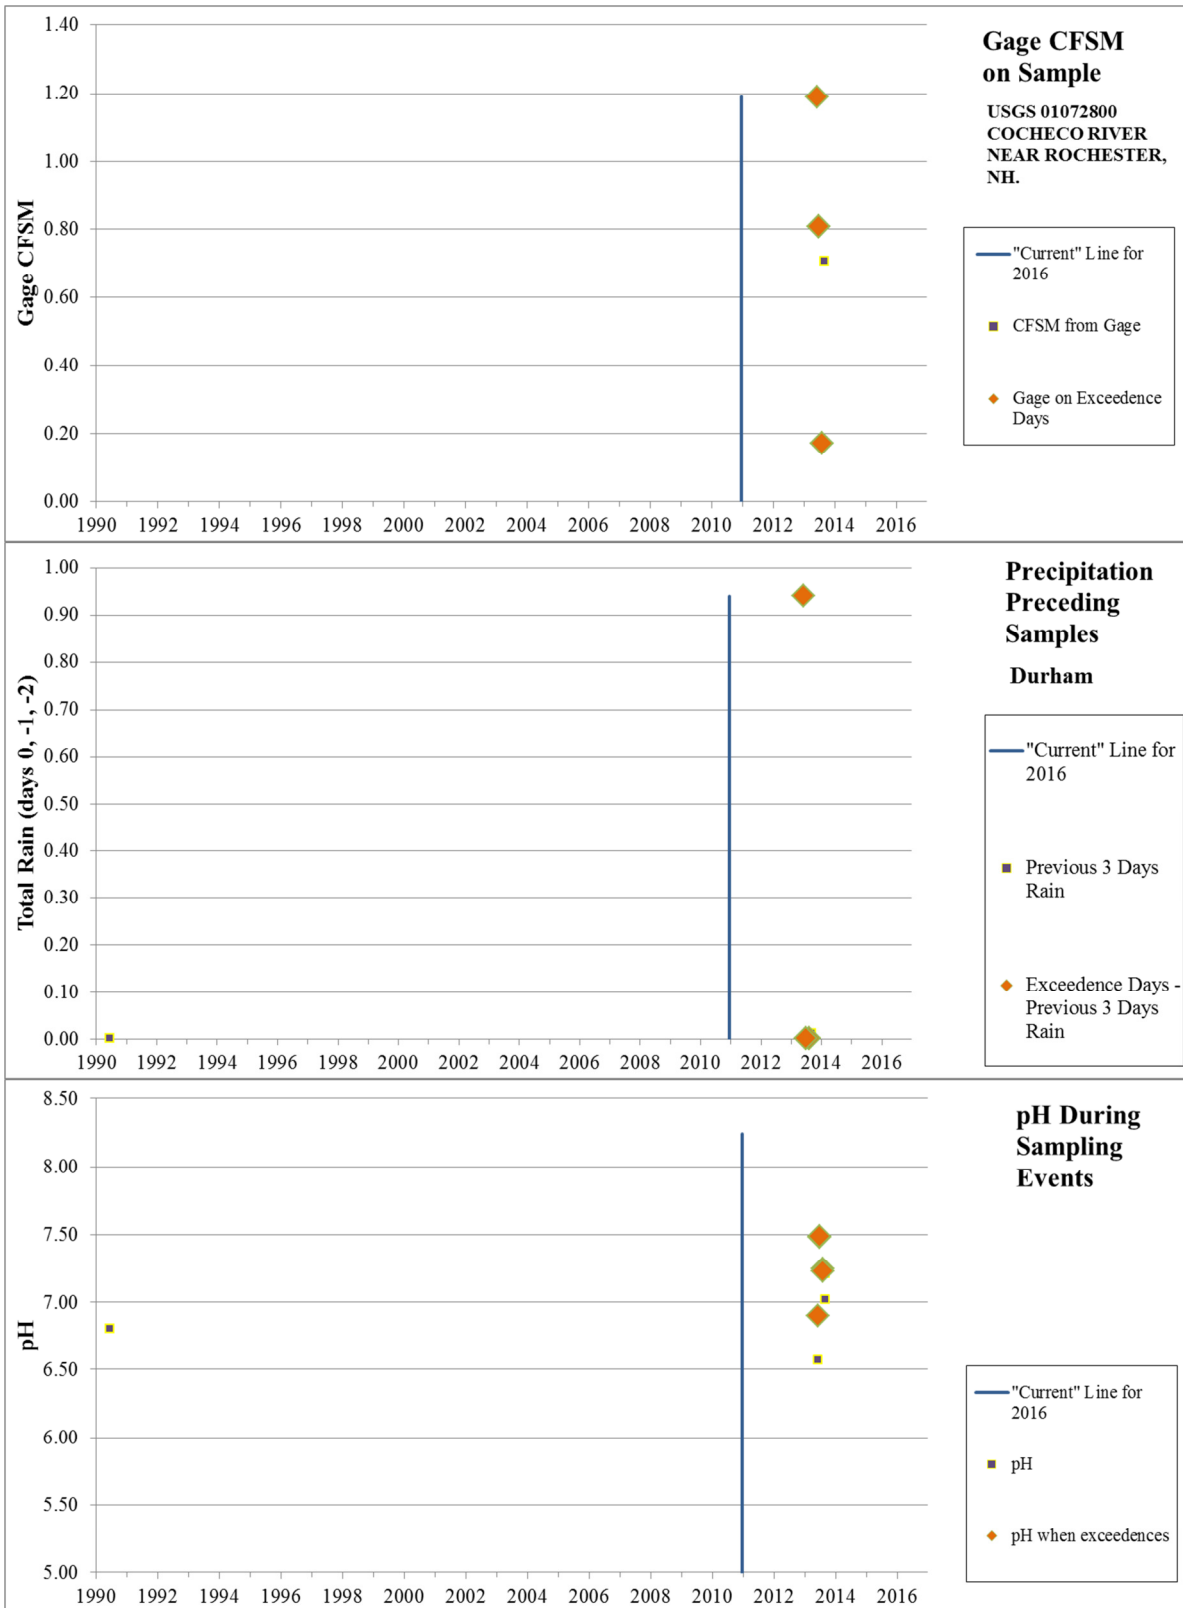 Gage CFSM
on Sample
USGS 01072800
COCHECO RIVER
NEAR ROCHESTER,
NH.
Gage CFSM
1.40
1.20
1.00
0.80
0.60
0.40
0.20
0.00
1990 1992 1994 1996 1998 2000 2002 2004 2006 2008 2010 2012 2014 2016
"Current" Line for
2016
CFSM from Gage
Gage on Exceedence
Days
Precipitation
Preceding
Samples
Durham
Total Rain (days 0, -1, -2)
1.00
0.90
0.80
0.70
0.60
0.50
0.40
0.30
0.20
0.10
0.00
1990 1992 1994 1996 1998 2000 2002 2004 2006 2008 2010 2012 2014 2016
"Current" Line for
2016
Previous 3 Days
Rain
Exceedence Days -
Previous 3 Days
Rain
pH During
Sampling
Events
pH
8.50
8.00
7.50
7.00
6.50
6.00
5.50
5.00
1990 1992 1994 1996 1998 2000 2002 2004 2006 2008 2010 2012 2014 2016
"Current" Line for
2016
pH
pH when exceedences